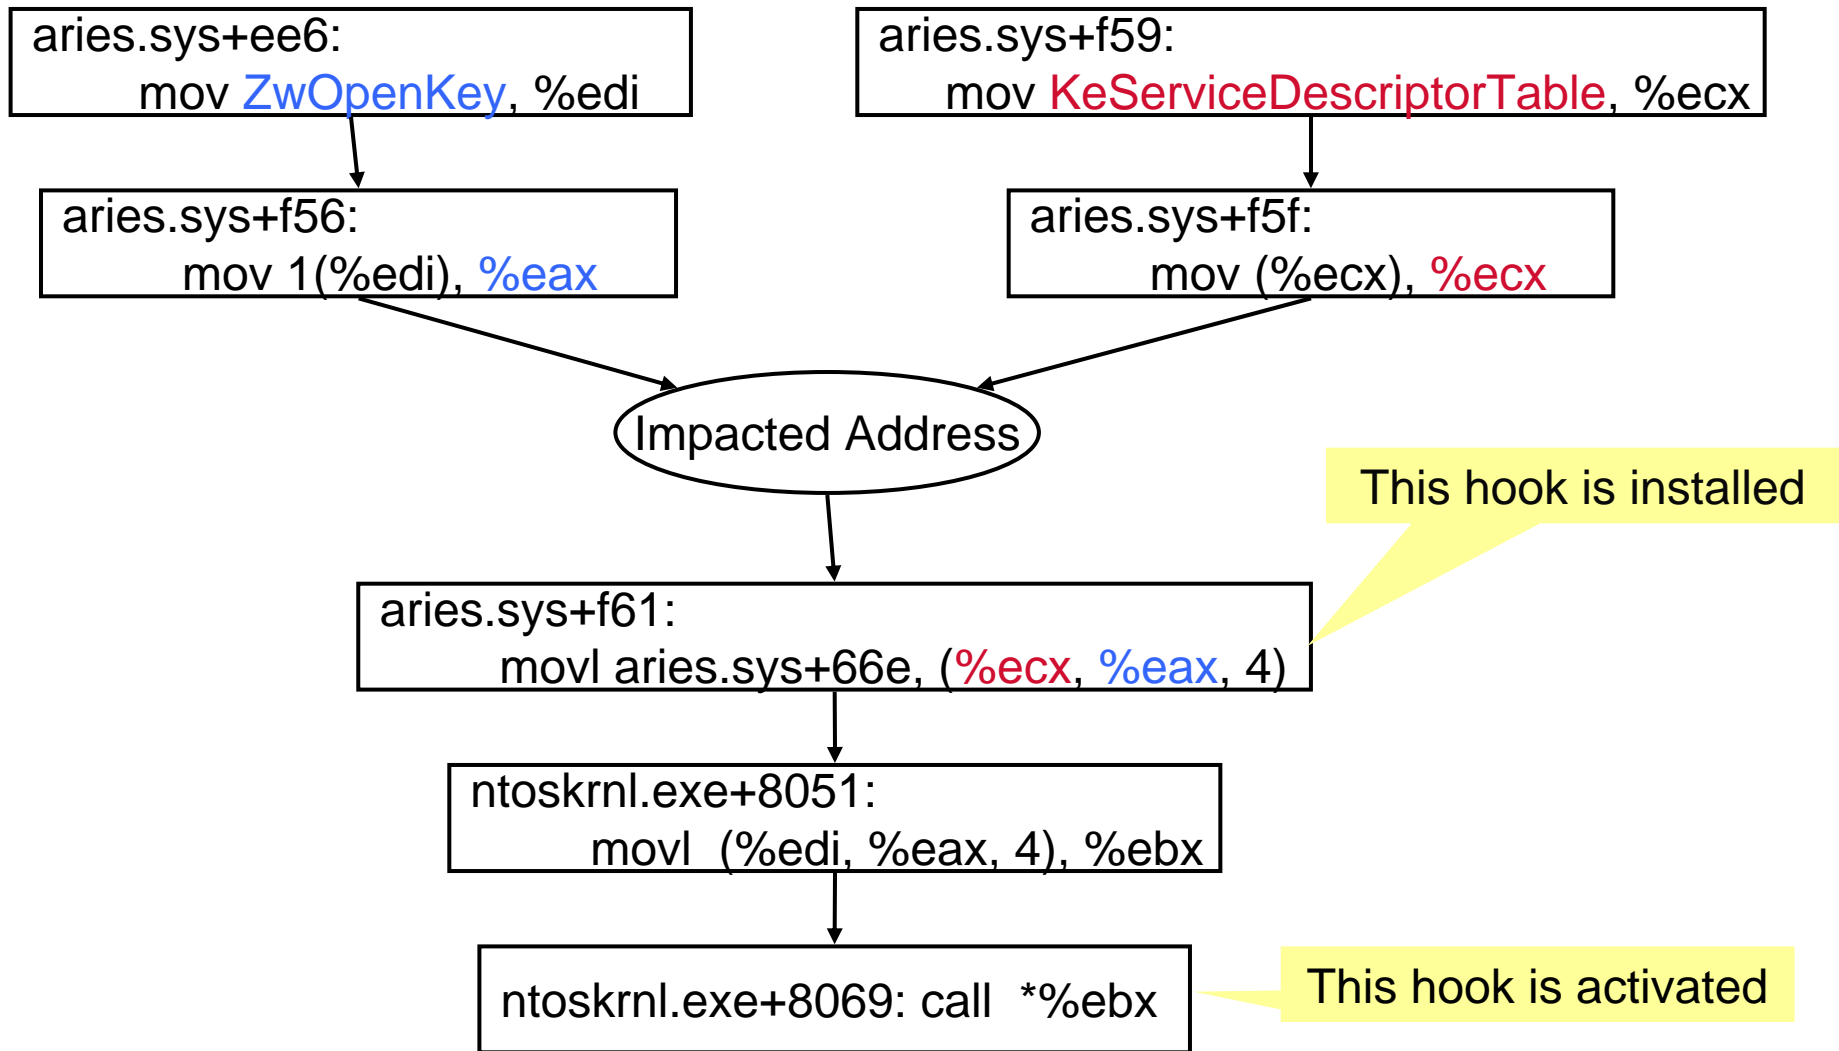 aries.sys+ee6:
mov ZwOpenKey, %edi
aries.sys+f59:
mov KeServiceDescriptorTable, %ecx
aries.sys+f56:
mov 1(%edi), %eax
aries.sys+f5f:
mov (%ecx), %ecx
Impacted Address
This hook is installed
aries.sys+f61:
movl aries.sys+66e, (%ecx, %eax, 4)
ntoskrnl.exe+8051:
movl (%edi, %eax, 4), %ebx
ntoskrnl.exe+8069: call *%ebx
This hook is activated